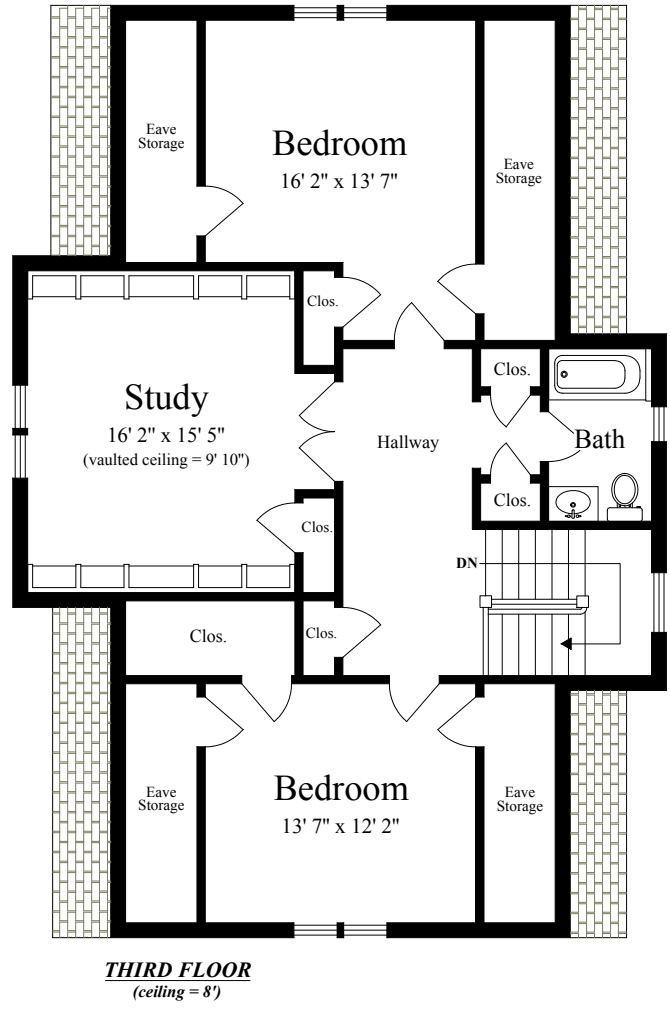 Eave
Storage
Bedroom
16' 2" x 13' 7"
Eave
Storage
Clos.
Study
16' 2" x 15' 5"
(vaulted ceiling = 9' 10")
Hallway
Clos.
Bath
Clos.
Clos.
DN
Clos.
Clos.
Eave
Storage
Bedroom
13' 7" x 12' 2"
Eave
Storage
THIRD FLOOR
(ceiling = 8')